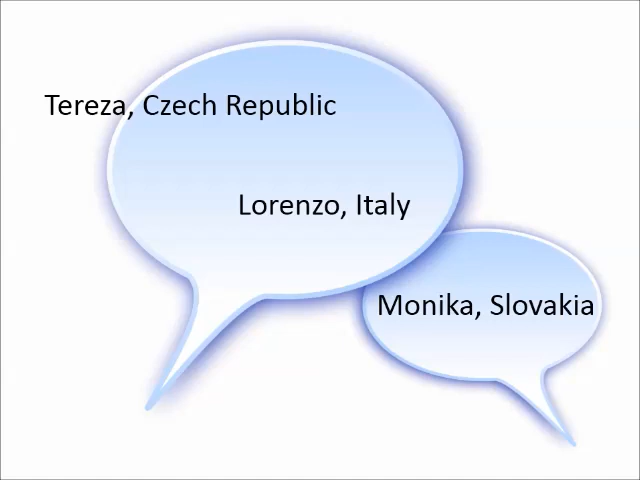 Tereza, Czech Republic
Lorenzo, Italy
Monika, Slovakia